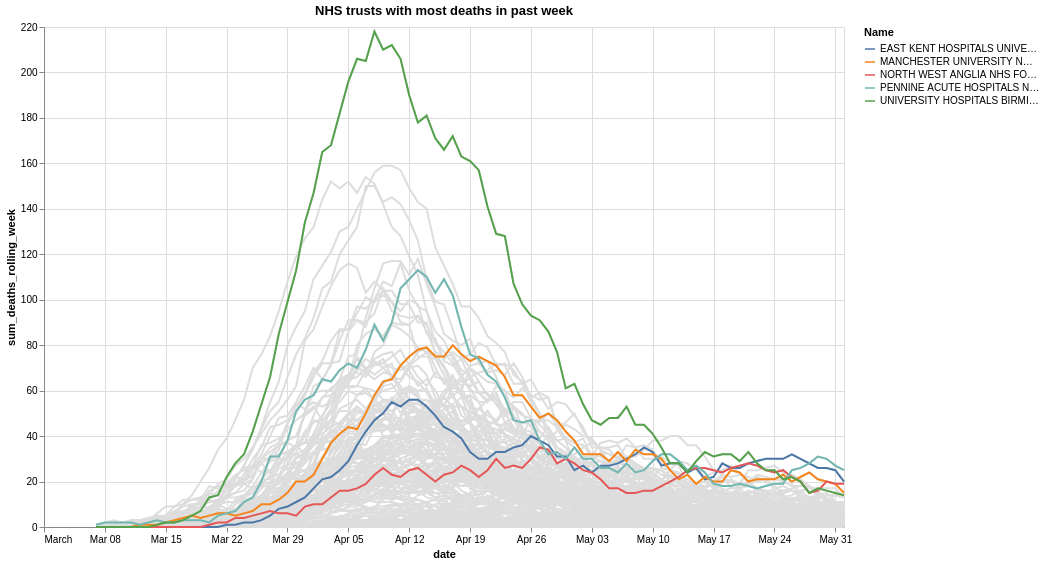 NHS trusts with most deaths in past week
220
200
180
160
140
120
100
80
60
40
20
0
sum_deaths_rolling_week
March
Mar 08
Mar 15
Mar 22
Mar 29
Apr 05
Apr 12
Apr 19
Apr 26
May 03
May 10
May 17
May 24
May 31
date
Name
EAST KENT HOSPITALS UNIVE…
MANCHESTER UNIVERSITY N…
NORTH WEST ANGLIA NHS FO…
PENNINE ACUTE HOSPITALS N…
UNIVERSITY HOSPITALS BIRMI…